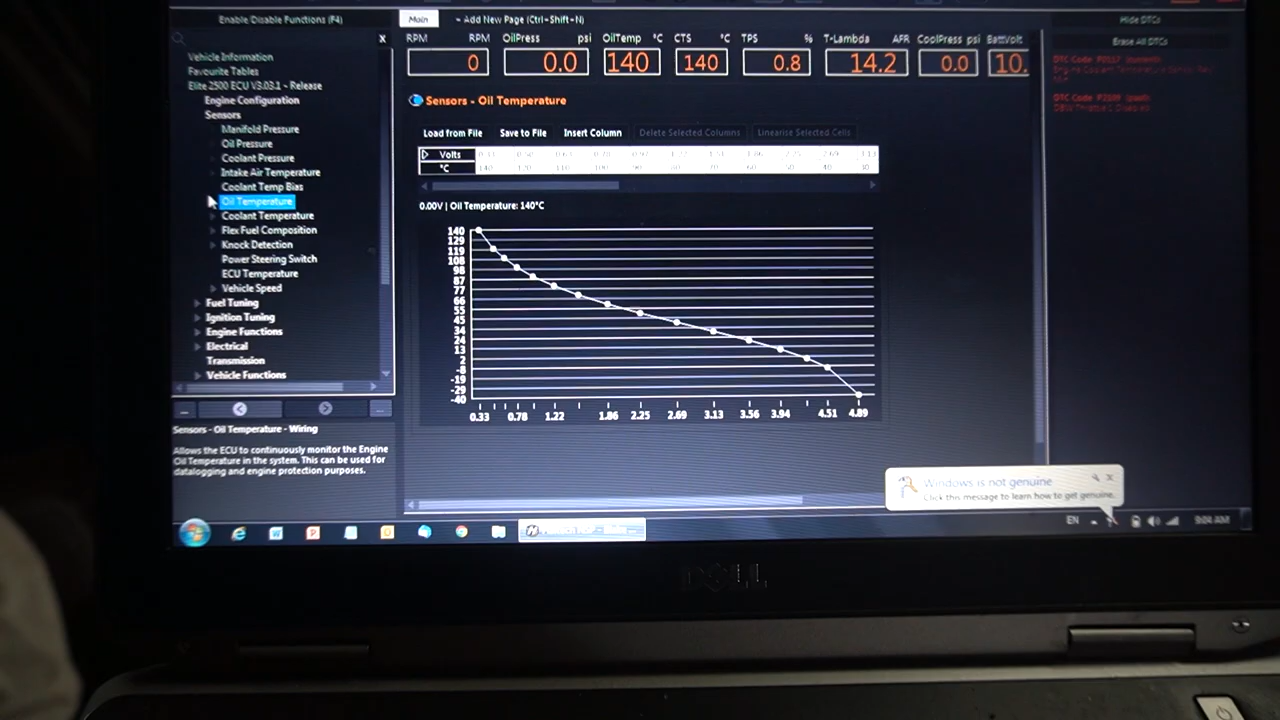 Enable Disable Functions (F4)
Main
- Add New Page (Ctrl-Shift-N)
Hide DTCs
Erase All DTCs
x
RPM RPM OilPress psi OilTemp °C CTS °C TPS % T-Lambda AFR CoolPress psi BattVolt
0 0.0 140 140 0.8 14.2 0.0 10.
Vehicle Information
Favourite Tables
Elite 2500 ECU V3.03.1 - Release
Engine Configuration
Sensors
Manifold Pressure
Oil Pressure
Coolant Pressure
Intake Air Temperature
Coolant Temp Bias
Oil Temperature
Coolant Temperature
Flex Fuel Composition
Knock Detection
Power Steering Switch
ECU Temperature
Vehicle Speed
Fuel Tuning
Ignition Tuning
Engine Functions
Electrical
Transmission
Vehicle Functions
Sensors - Oil Temperature - Wiring
Allows the ECU to continuously monitor the Engine
Oil Temperature in the system. This can be used for
datalogging and engine protection purposes.
Sensors - Oil Temperature
Load from File Save to File Insert Column Delete Selected Columns Linearise Selected Cells
Volts
°C
0.00V | Oil Temperature: 140°C
140
129
119
108
98
87
77
66
55
45
34
24
13
2
-8
-19
-29
-40
0.33 0.78 1.22 1.86 2.25 2.69 3.13 3.56 3.94 4.51 4.89
DTC Code
DTC Code
Windows is not genuine
Click this message to learn how to get genuine.
EN
9:04 AM
DELL